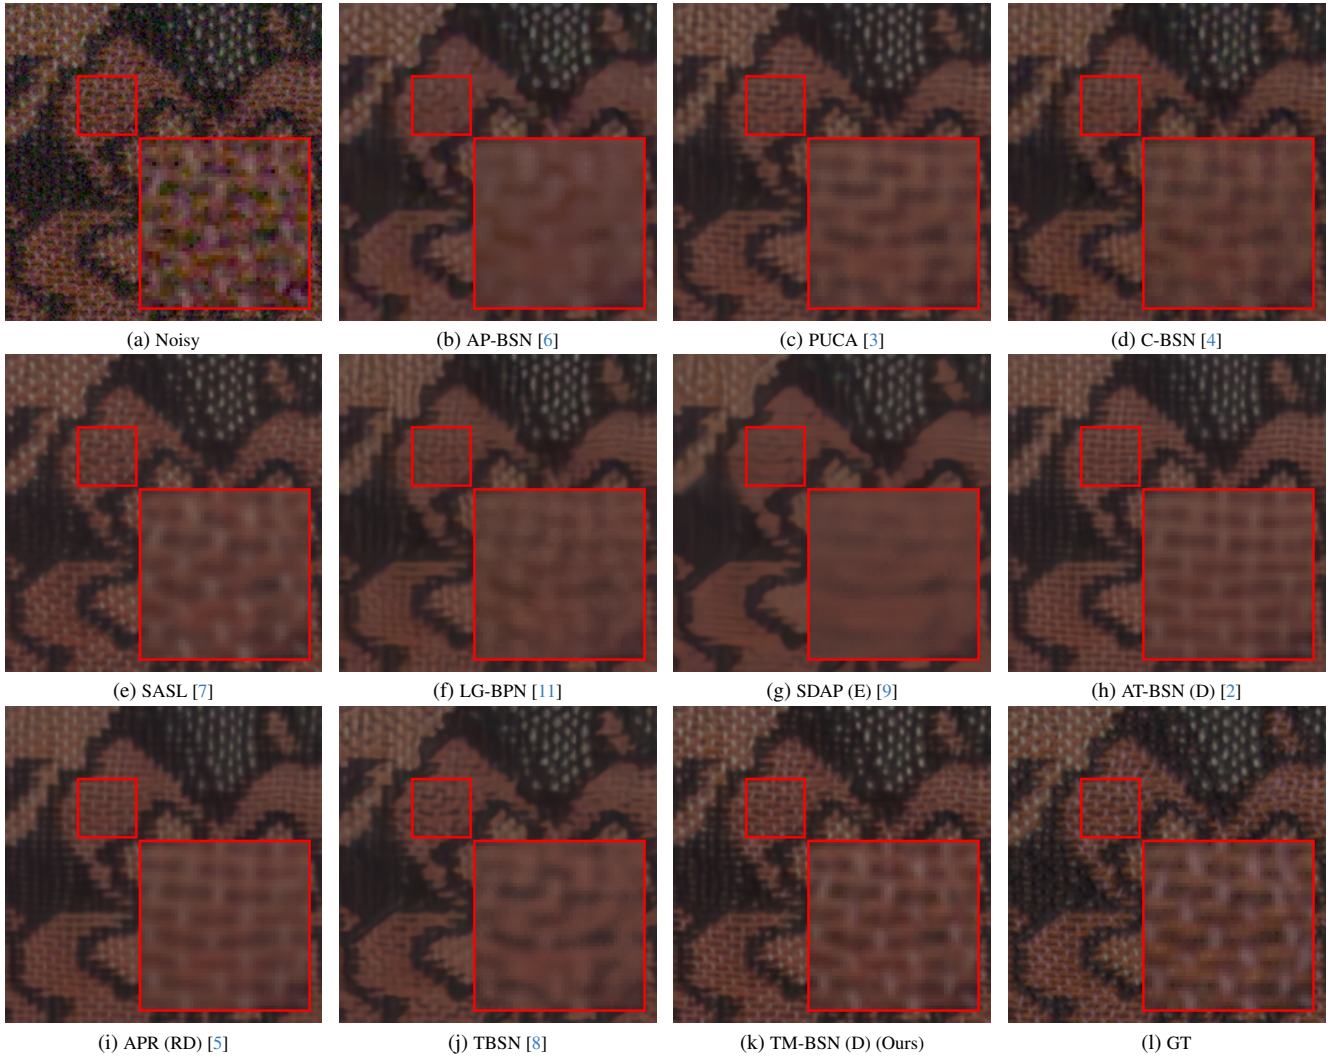 (a) Noisy
(b) AP-BSN [6]
(c) PUCA [3]
(d) C-BSN [4]
(e) SASL [7]
(f) LG-BPN [11]
(g) SDAP (E) [9]
(h) AT-BSN (D) [2]
(i) APR (RD) [5]
(j) TBSN [8]
(k) TM-BSN (D) (Ours)
(l) GT